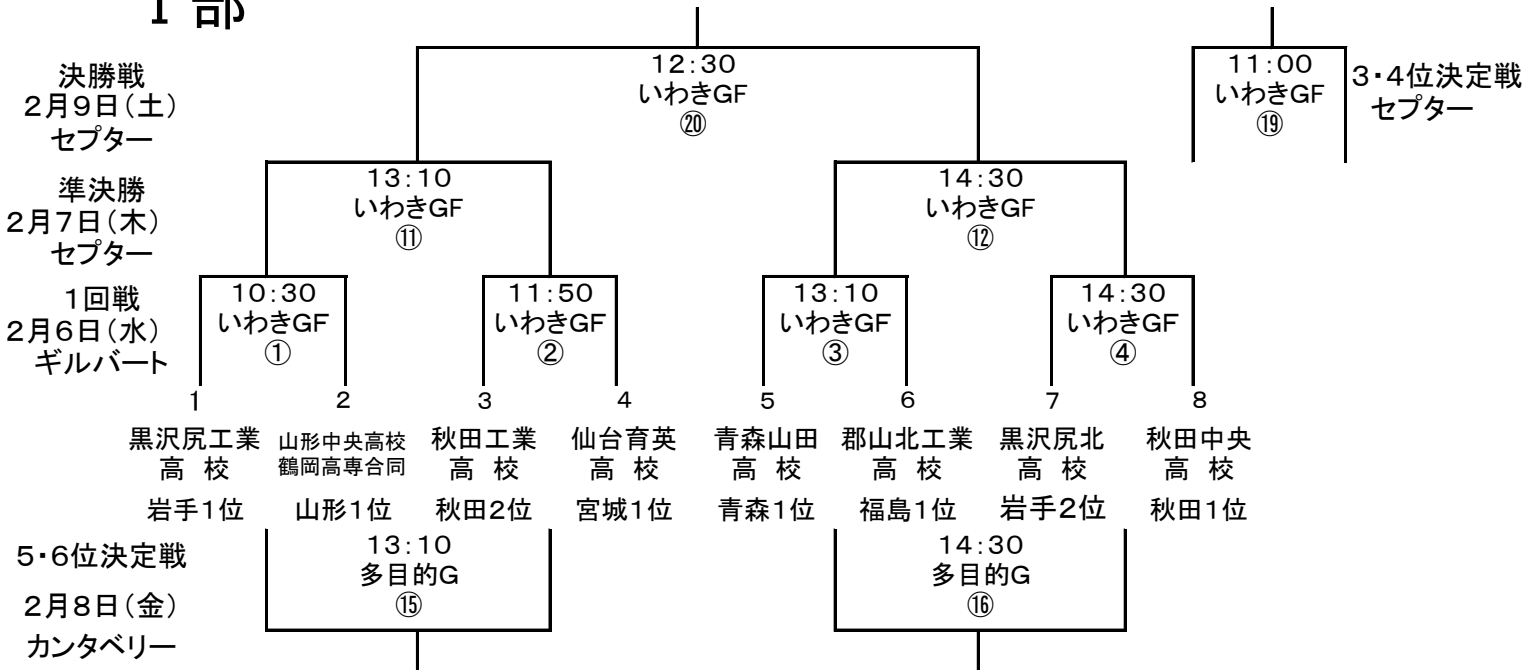 Ⅰ 部
決勝戦
2月9日(土)
セプター
12:30
いわきGF
⑳
11:00
いわきGF
⑲
3・4位決定戦
セプター
準決勝
2月7日(木)
セプター
13:10
いわきGF
⑪
14:30
いわきGF
⑫
1回戦
2月6日(水)
ギルバート
10:30
いわきGF
①
11:50
いわきGF
②
13:10
いわきGF
③
14:30
いわきGF
④
1
2
3
4
5
6
7
8
黒沢尻工業
高 校
岩手1位
山形中央高校
鶴岡高専合同
山形1位
秋田工業
高 校
秋田2位
仙台育英
高 校
宮城1位
青森山田
高 校
青森1位
郡山北工業
高 校
福島1位
黒沢尻北
高 校
岩手2位
秋田中央
高 校
秋田1位
5・6位決定戦
2月8日(金)
カンタベリー
13:10
多目的G
⑮
14:30
多目的G
⑯